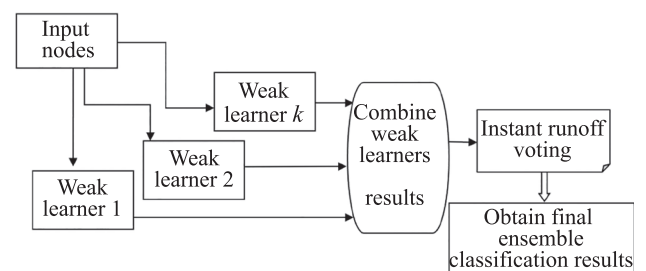 Input
nodes
Weak
learner k
Weak
learner 2
Weak
learner 1
Combine
weak
learners
results
Instant runoff
voting
Obtain final
ensemble
classification results